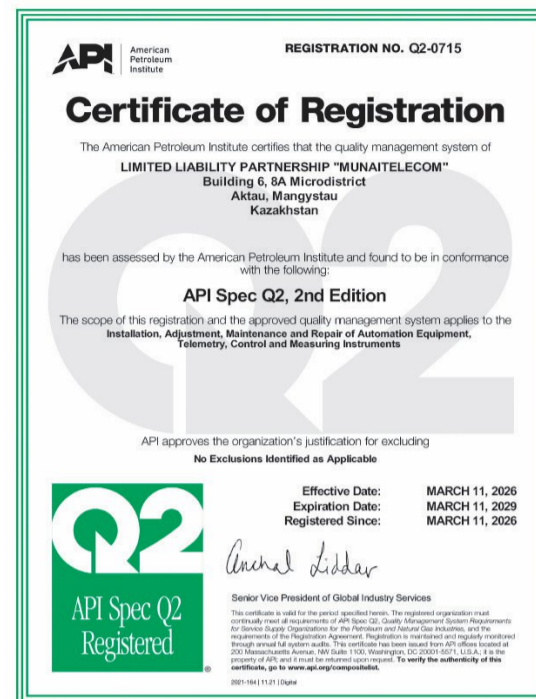 API American
Petroleum
Institute
REGISTRATION NO. Q2-0715
Certificate of Registration
The American Petroleum Institute certifies that the quality management system of
LIMITED LIABILITY PARTNERSHIP "MUNAITELECOM"
Building 6, 8A Microdistrict
Aktau, Mangystau
Kazakhstan
has been assessed by the American Petroleum Institute and found to be in conformance
with the following:
API Spec Q2, 2nd Edition
The scope of this registration and the approved quality management system applies to the
Installation, Adjustment, Maintenance and Repair of Automation Equipment,
Telemetry, Control and Measuring Instruments
API approves the organization's justification for excluding
No Exclusions Identified as Applicable
Effective Date: MARCH 11, 2026
Expiration Date: MARCH 11, 2029
Registered Since: MARCH 11, 2026
Q2
API Spec Q2
Registered
®
Anchal Liddar
Senior Vice President of Global Industry Services
This certificate is valid for the period specified herein. The registered organization must
continually meet all requirements of API Spec Q2, Quality Management System Requirements
for Service Supply Organizations for the Petroleum and Natural Gas Industries, and the
requirements of the Registration Agreement. Registration is maintained and regularly monitored
through annual full system audits. This certificate has been issued from API offices located at
200 Massachusetts Avenue, NW Suite 1100, Washington, DC 20001-5571, U.S.A.; it is the
property of API, and it must be returned upon request. To verify the authenticity of this
certificate, go to www.api.org/compositelist.
2021-164 | 11.21 | Digital
Q2